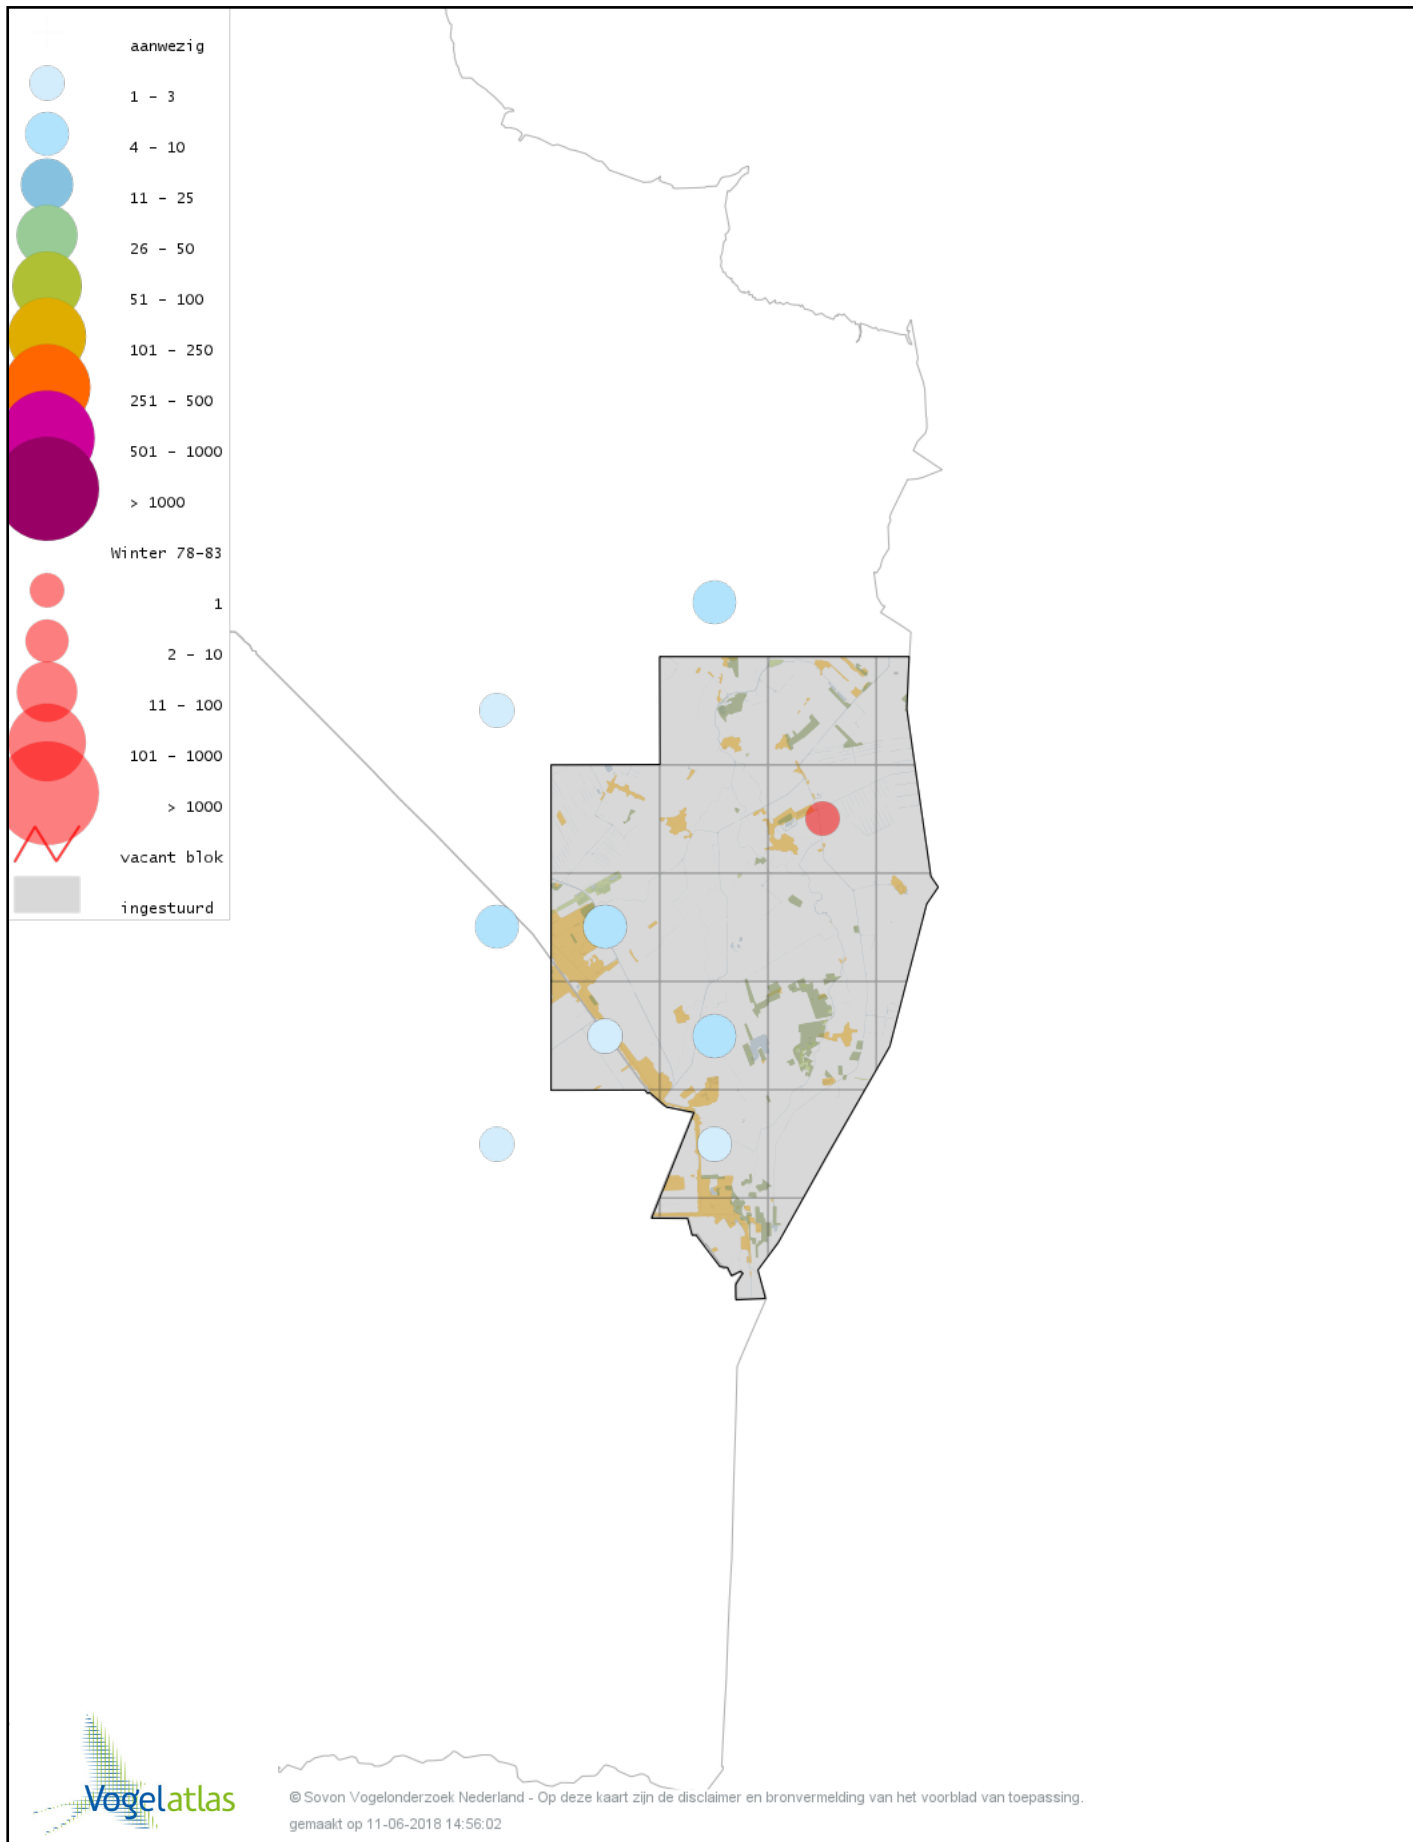 aanwezig
1 - 3
4 - 10
11 - 25
26 - 50
51 - 100
101 - 250
251 - 500
501 - 1000
> 1000
Winter 78-83
1
2 - 10
11 - 100
101 - 1000
> 1000
vacant blok
ingestuurd
Vogelatlas
© Sovon Vogelonderzoek Nederland - Op deze kaart zijn de disclaimer en bronvermelding van het voorblad van toepassing.
gemaakt op 11-06-2018 14:56:02